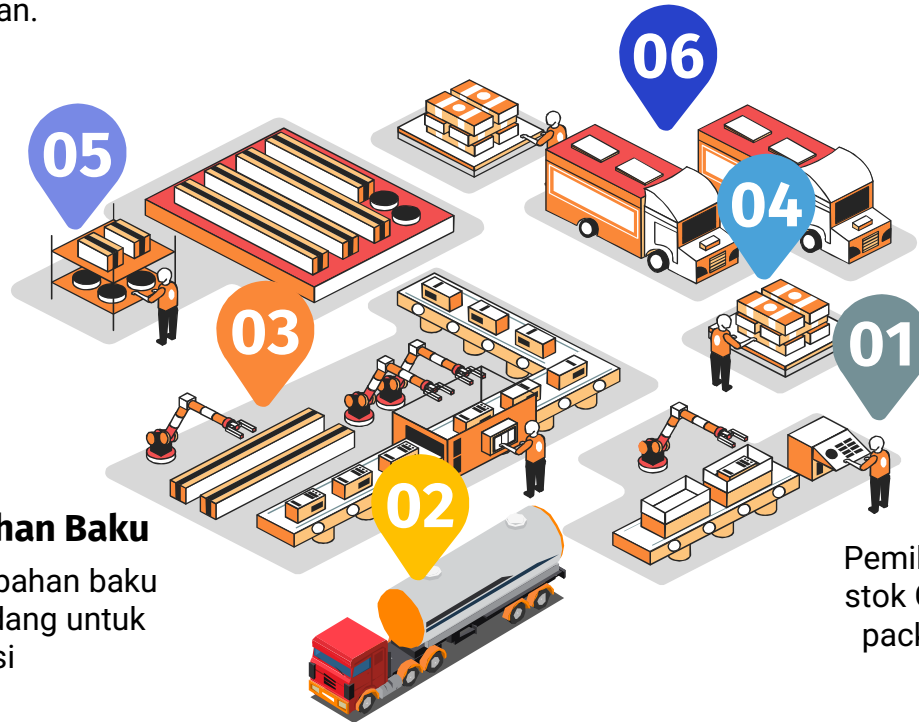 an.
06
05
04
03
01
02
han Baku
bahan baku
dang untuk
si
Pemil
stok
pack